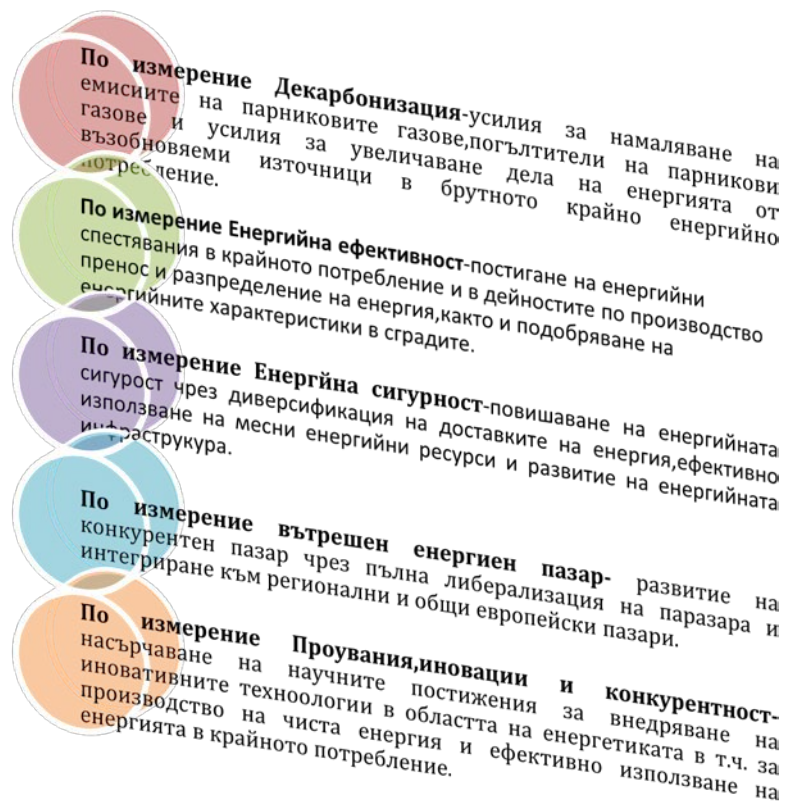 По измерение Декарбонизация-усилия за намаляване на
емисиите на парниковите газове,погълтители на парникови
газове и усилия за увеличаване дела на енергията от
възобновяеми източници в брутното крайно енергийно
потребление.
По измерение Енергийна ефективност-постигане на енергийни
спестявания в крайното потребление и в дейностите по производство
пренос и разпределение на енергия,както и подобряване на
енергийните характеристики в сградите.
По измерение Енергйна сигурност-повишаване на енергийната
сигурост чрез диверсификация на доставките на енергия,ефективно
използване на месни енергийни ресурси и развитие на енергийната
инфраструкура.
По измерение вътрешен енергиен пазар- развитие на
конкурентен пазар чрез пълна либерализация на паразара и
интегриране към регионални и общи европейски пазари.
По измерение Проувания,иновации и конкурентност-
насърчаване на научните постижения за внедряване на
иновативните техноологии в областта на енергетиката в т.ч. за
производство на чиста енергия и ефективно използване на
енергията в крайното потребление.